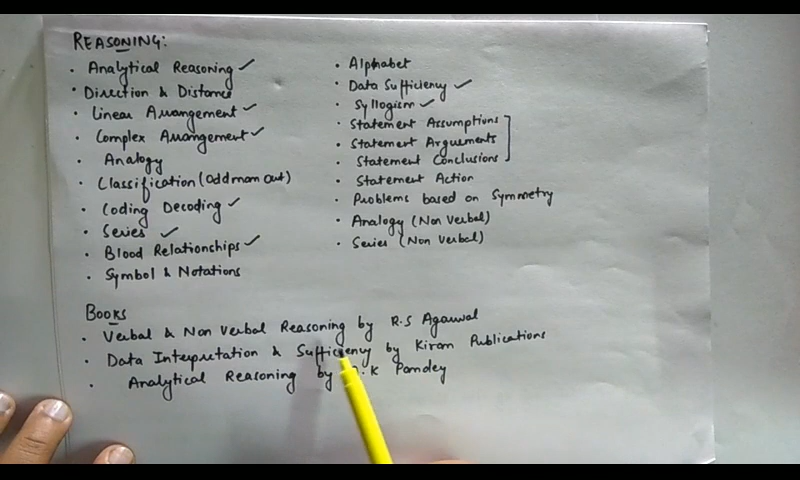 REASONING:
• Analytical Reasoning ✓
• Direction & Distance
• Linear Arrangement ✓
• Complex Arrangement ✓
• Analogy
• Classification (Odd man out)
• Coding Decoding ✓
• Series ✓
• Blood Relationships ✓
• Symbol & Notations
• Alphabet
• Data Sufficiency ✓
• Syllogism ✓
• Statement Assumptions
• Statement Arguements
• Statement Conclusions
• Statement Action
• Problems based on Symmetry
• Analogy (Non Verbal)
• Series (Non Verbal)
Books
• Verbal & Non Verbal Reasoning by R.S Agarwal
• Data Interpretation & Sufficiency by Kiran Publications
• Analytical Reasoning by K Pandey